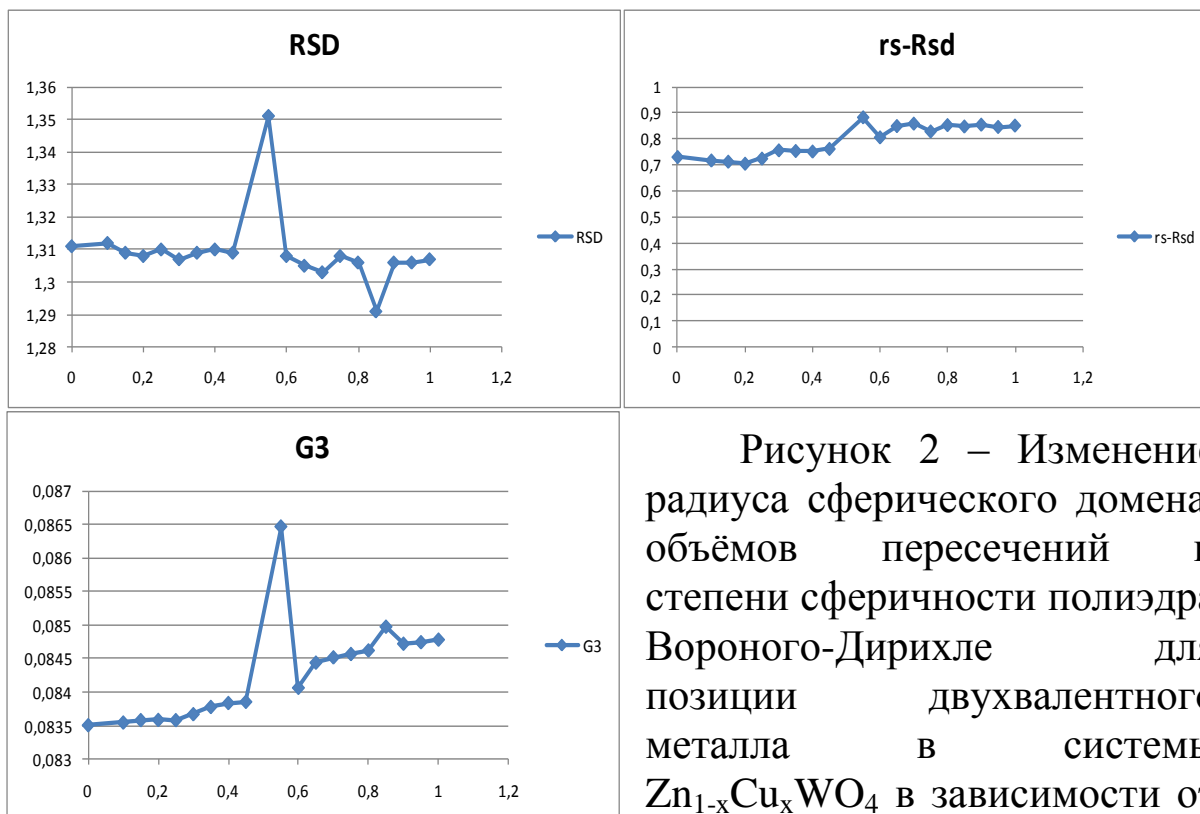 RSD
1,36
1,35
1,34
1,33
1,32
1,31
1,3
1,29
1,28
0 0,2 0,4 0,6 0,8 1 1,2
RSD
rs-Rsd
1
0,9
0,8
0,7
0,6
0,5
0,4
0,3
0,2
0,1
0
0 0,2 0,4 0,6 0,8 1 1,2
rs-Rsd
G3
0,087
0,0865
0,086
0,0855
0,085
0,0845
0,084
0,0835
0,083
0 0,2 0,4 0,6 0,8 1 1,2
G3
Рисунок 2 – Изменение
радиуса сферического домена
объёмов пересечений
степени сферичности полиэдра
Вороного-Дирихле для
позиции двухвалентного
металла в системы
Zn1-xCuxWO4 в зависимости от